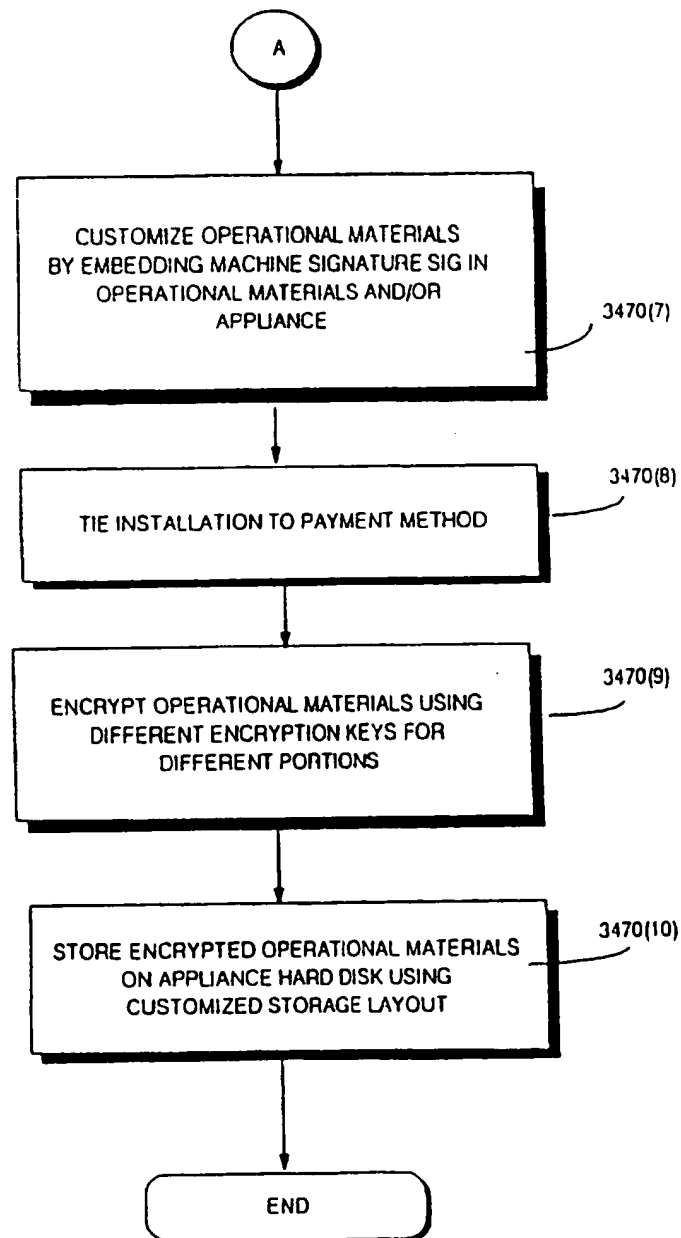 A
CUSTOMIZE OPERATIONAL MATERIALS
BY EMBEDDING MACHINE SIGNATURE SIG IN
OPERATIONAL MATERIALS AND/OR
APPLIANCE
3470(7)
3470(8)
TIE INSTALLATION TO PAYMENT METHOD
3470(9)
ENCRYPT OPERATIONAL MATERIALS USING
DIFFERENT ENCRYPTION KEYS FOR
DIFFERENT PORTIONS
3470(10)
STORE ENCRYPTED OPERATIONAL MATERIALS
ON APPLIANCE HARD DISK USING
CUSTOMIZED STORAGE LAYOUT
END